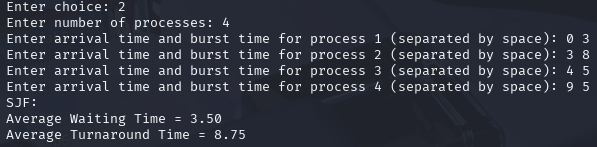 Enter choice: 2
Enter number of processes: 4
Enter arrival time and burst time for process 1 (separated by space): 0 3
Enter arrival time and burst time for process 2 (separated by space): 3 8
Enter arrival time and burst time for process 3 (separated by space): 4 5
Enter arrival time and burst time for process 4 (separated by space): 9 5
SJF:
Average Waiting Time = 3.50
Average Turnaround Time = 8.75